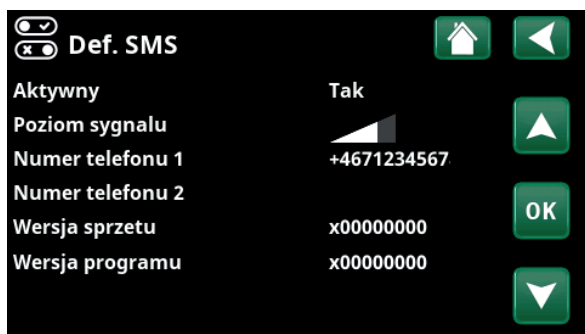 Def. SMS
Aktywny Tak
Poziom sygnalu
Numer telefonu 1 +4671234567
Numer telefonu 2
Wersja sprzetu x00000000
OK
Wersja programu x00000000